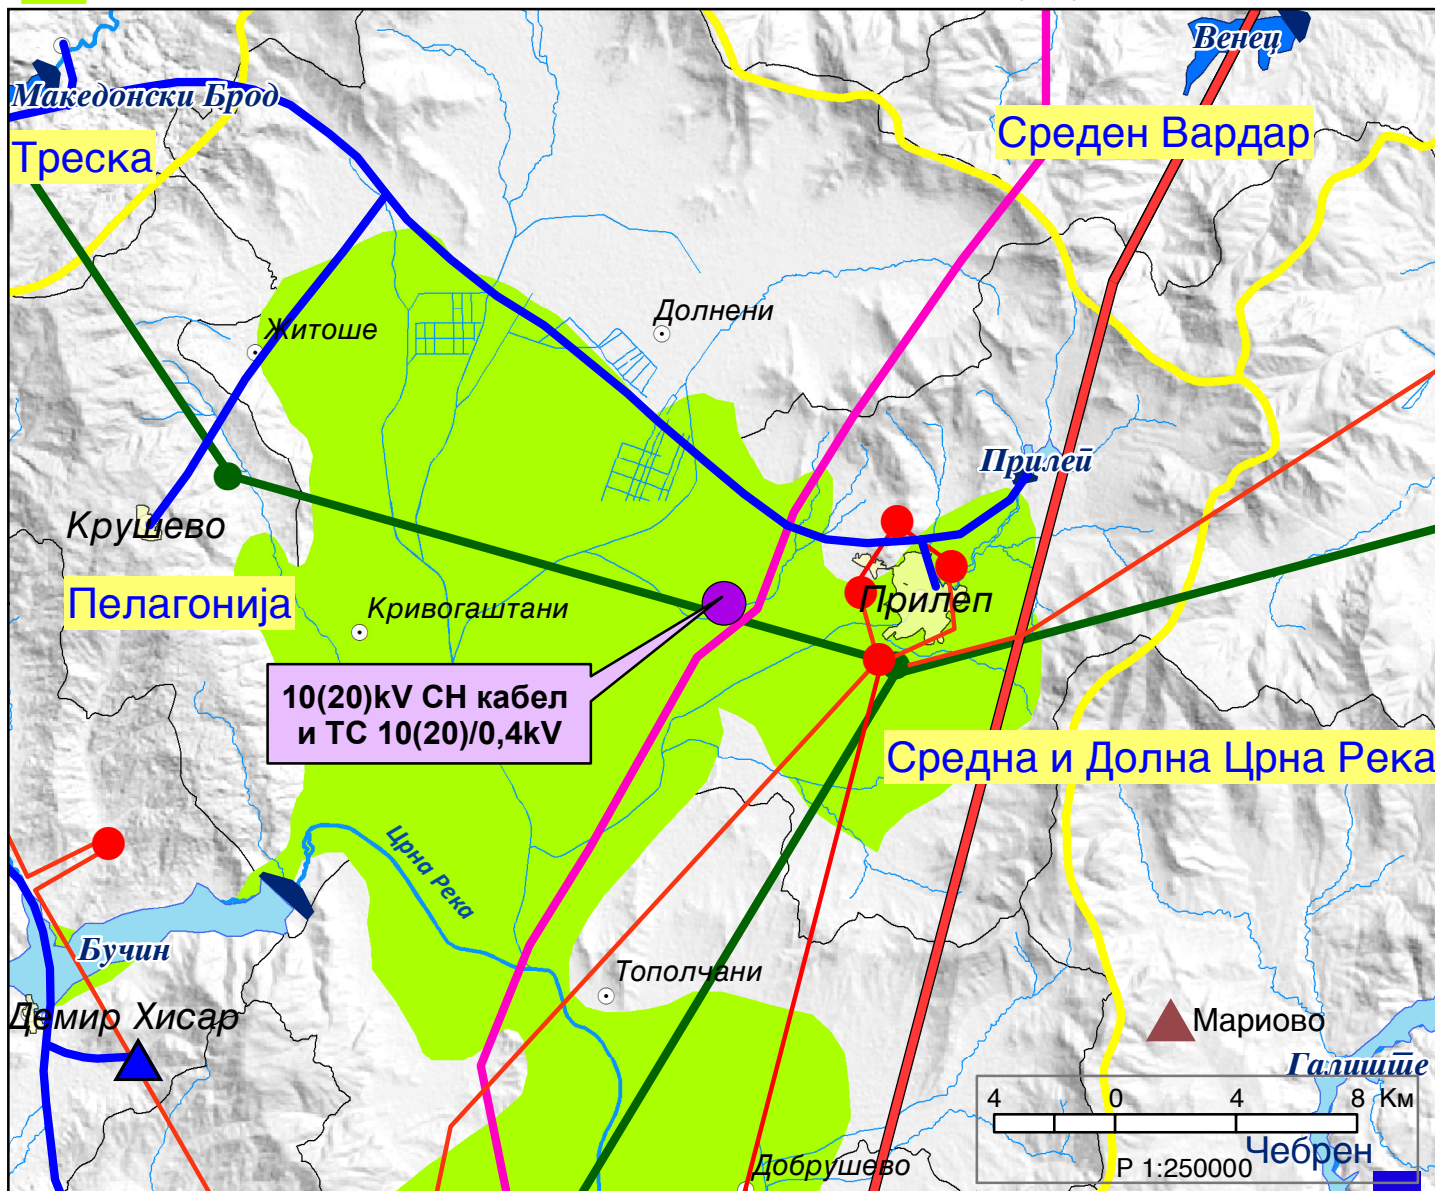 Венец
Македонски Брод
Треска
Среден Вардар
Долнени
Житоше
Прилеп
Крушево
Пелагонија
Кривогаштани
Прилеп
10(20)kV СН кабел
и ТС 10(20)/0,4kV
Средна и Долна Црна Река
Црна Река
Бучин
Тополчани
Демир Хисар
Мариово
Галиште
4 0 4 8 Км
Чебрен
Р 1:250000
Добрушево